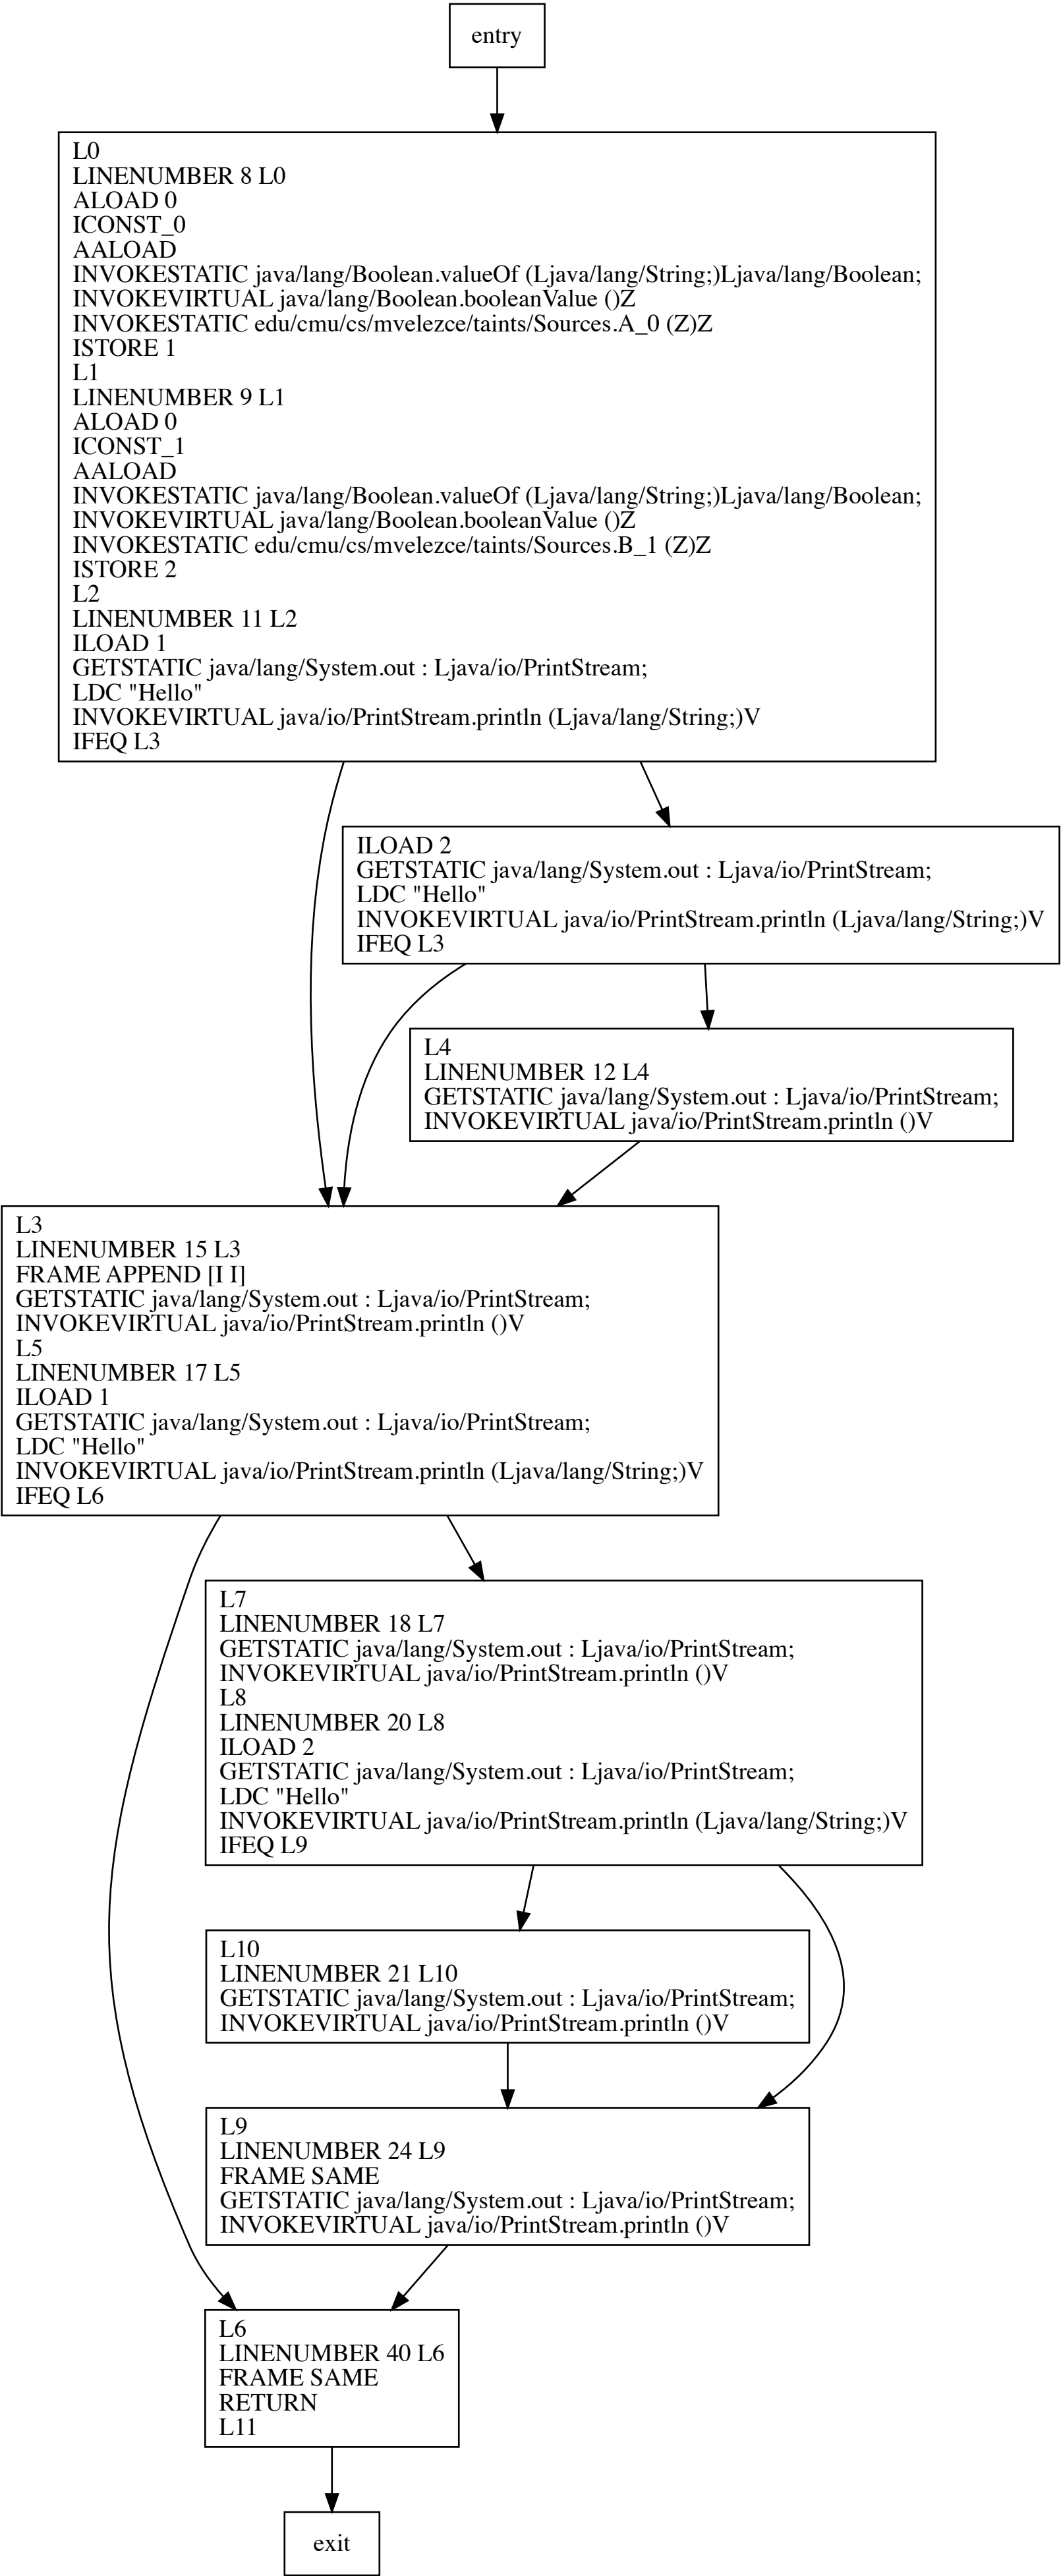 entry
L0
LINENUMBER 8 L0
ALOAD 0
ICONST_0
AALOAD
INVOKESTATIC java/lang/Boolean.valueOf (Ljava/lang/String;)Ljava/lang/Boolean;
INVOKEVIRTUAL java/lang/Boolean.booleanValue ()Z
INVOKESTATIC edu/cmu/cs/mvelezce/taints/Sources.A_0 (Z)Z
ISTORE 1
L1
LINENUMBER 9 L1
ALOAD 0
ICONST_1
AALOAD
INVOKESTATIC java/lang/Boolean.valueOf (Ljava/lang/String;)Ljava/lang/Boolean;
INVOKEVIRTUAL java/lang/Boolean.booleanValue ()Z
INVOKESTATIC edu/cmu/cs/mvelezce/taints/Sources.B_1 (Z)Z
ISTORE 2
L2
LINENUMBER 11 L2
ILOAD 1
GETSTATIC java/lang/System.out : Ljava/io/PrintStream;
LDC "Hello"
INVOKEVIRTUAL java/io/PrintStream.println (Ljava/lang/String;)V
IFEQ L3
ILOAD 2
GETSTATIC java/lang/System.out : Ljava/io/PrintStream;
LDC "Hello"
INVOKEVIRTUAL java/io/PrintStream.println (Ljava/lang/String;)V
IFEQ L3
L4
LINENUMBER 12 L4
GETSTATIC java/lang/System.out : Ljava/io/PrintStream;
INVOKEVIRTUAL java/io/PrintStream.println ()V
L3
LINENUMBER 15 L3
FRAME APPEND [I I]
GETSTATIC java/lang/System.out : Ljava/io/PrintStream;
INVOKEVIRTUAL java/io/PrintStream.println ()V
L5
LINENUMBER 17 L5
ILOAD 1
GETSTATIC java/lang/System.out : Ljava/io/PrintStream;
LDC "Hello"
INVOKEVIRTUAL java/io/PrintStream.println (Ljava/lang/String;)V
IFEQ L6
L7
LINENUMBER 18 L7
GETSTATIC java/lang/System.out : Ljava/io/PrintStream;
INVOKEVIRTUAL java/io/PrintStream.println ()V
L8
LINENUMBER 20 L8
ILOAD 2
GETSTATIC java/lang/System.out : Ljava/io/PrintStream;
LDC "Hello"
INVOKEVIRTUAL java/io/PrintStream.println (Ljava/lang/String;)V
IFEQ L9
L10
LINENUMBER 21 L10
GETSTATIC java/lang/System.out : Ljava/io/PrintStream;
INVOKEVIRTUAL java/io/PrintStream.println ()V
L9
LINENUMBER 24 L9
FRAME SAME
GETSTATIC java/lang/System.out : Ljava/io/PrintStream;
INVOKEVIRTUAL java/io/PrintStream.println ()V
L6
LINENUMBER 40 L6
FRAME SAME
RETURN
L11
exit